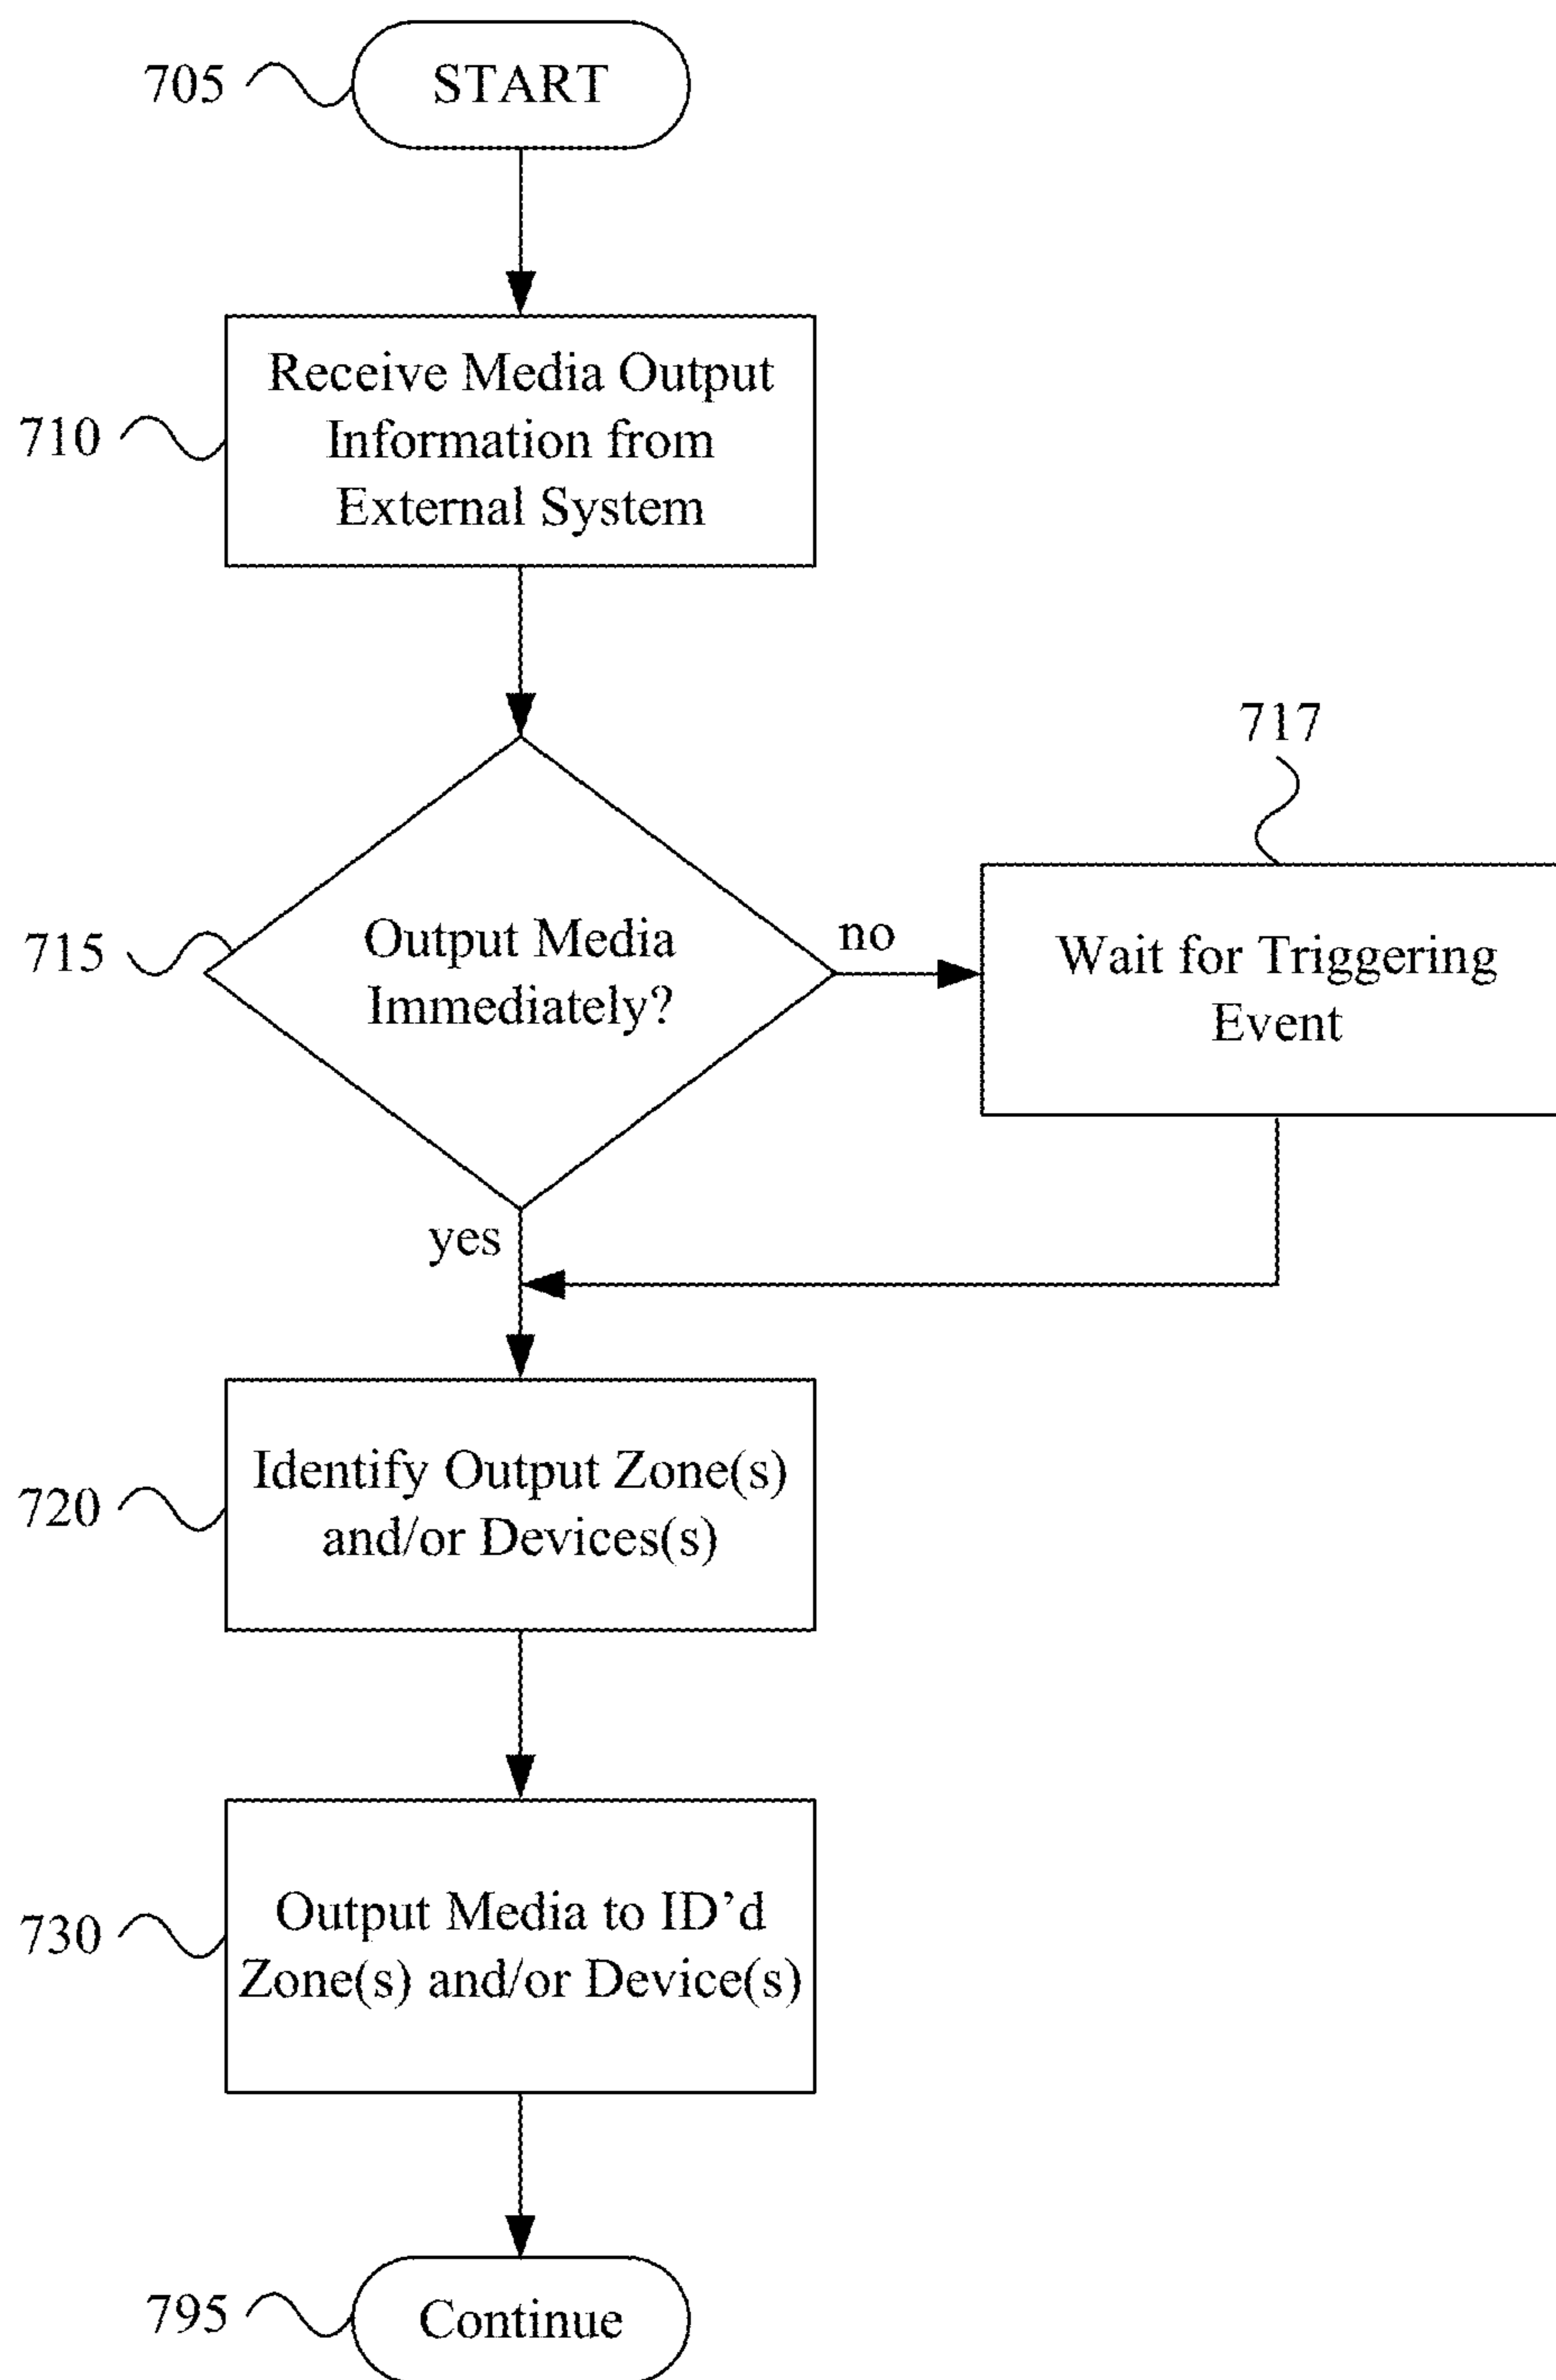 705
START
710
Receive Media Output
Information from
External System
717
715
Output Media
Immediately?
no
Wait for Triggering
Event
yes
720
Identify Output Zone(s)
and/or Devices(s)
730
Output Media to ID’d
Zone(s) and/or Device(s)
795
Continue